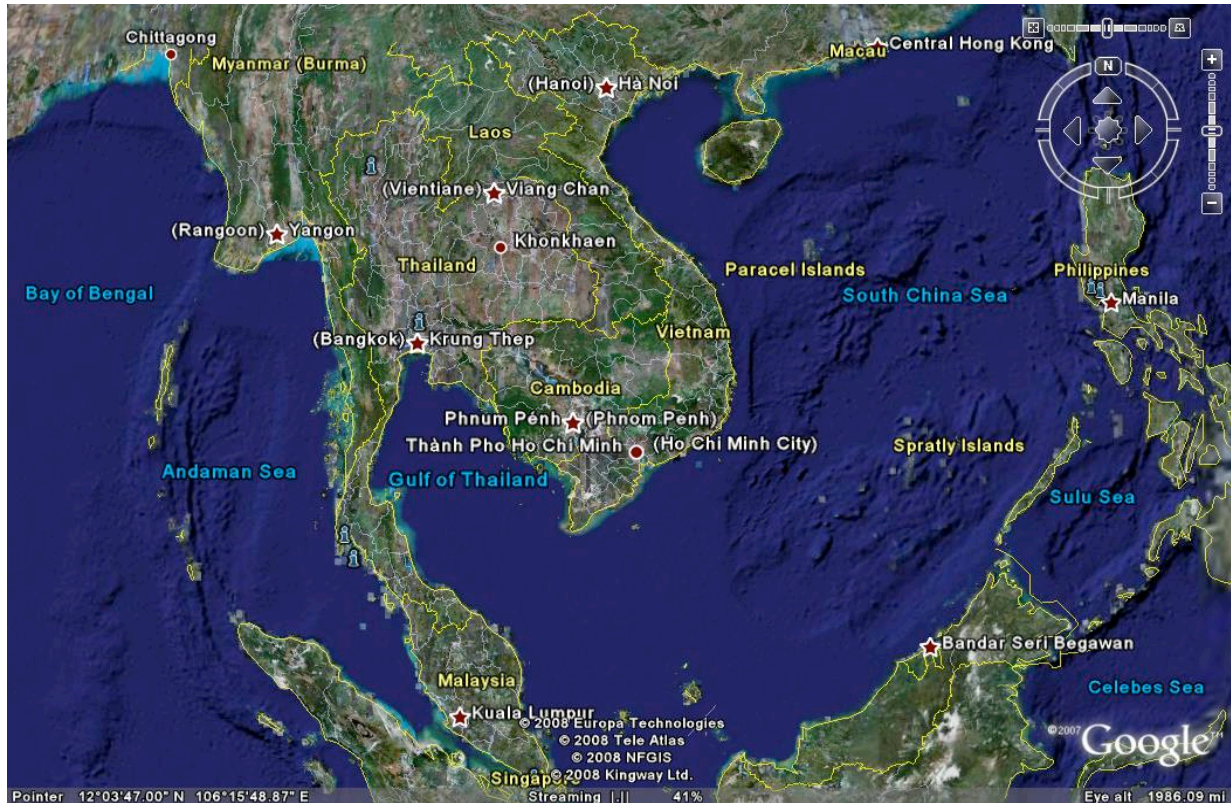 Chittagong
Myanmar (Burma)
Macau
Central Hong Kong
N
(Hanoi) Hà Noi
Laos
(Vientiane) Viang Chan
(Rangoon) Yangon
Khonkhaen
Thailand
Paracel Islands
Philippines
Bay of Bengal
South China Sea
Manila
Vietnam
(Bangkok) Krung Thep
Cambodia
Phnum Pénh (Phnom Penh)
Thành Pho Ho Chi Minh (Ho Chi Minh City)
Spratly Islands
Andaman Sea
Gulf of Thailand
Sulu Sea
Bandar Seri Begawan
Malaysia
Celebes Sea
Kuala Lumpur
© 2008 Europa Technologies
© 2008 Tele Atlas
© 2008 NFGIS
© 2008 Kingway Ltd.
Singapore
©2007 Google™
Pointer 12°03'47.00" N 106°15'48.87" E
Streaming |.|| 41%
Eye alt 1986.09 mi